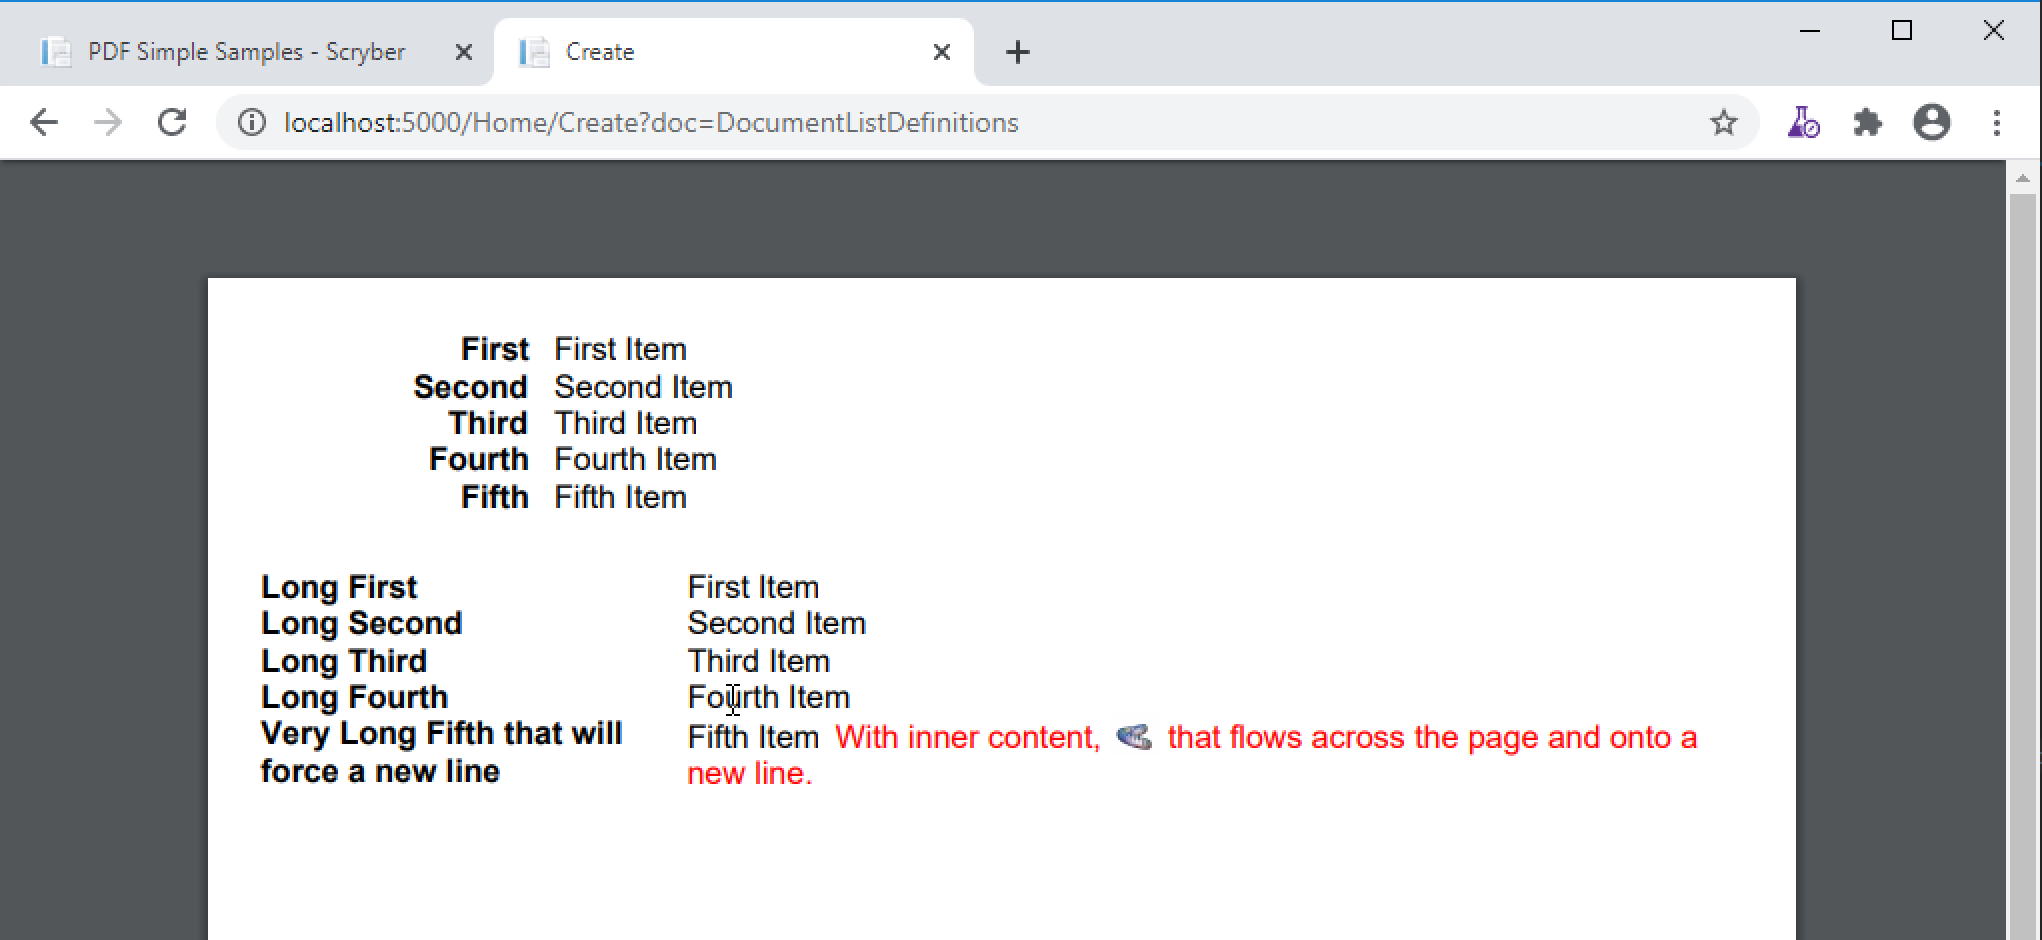 PDF Simple Samples - Scryber
Create
localhost:5000/Home/Create?doc=DocumentListDefinitions
First First Item
Second Second Item
Third Third Item
Fourth Fourth Item
Fifth Fifth Item
Long First First Item
Long Second Second Item
Long Third Third Item
Long Fourth Fourth Item
Very Long Fifth that will
force a new line
Fifth Item With inner content, that flows across the page and onto a
new line.